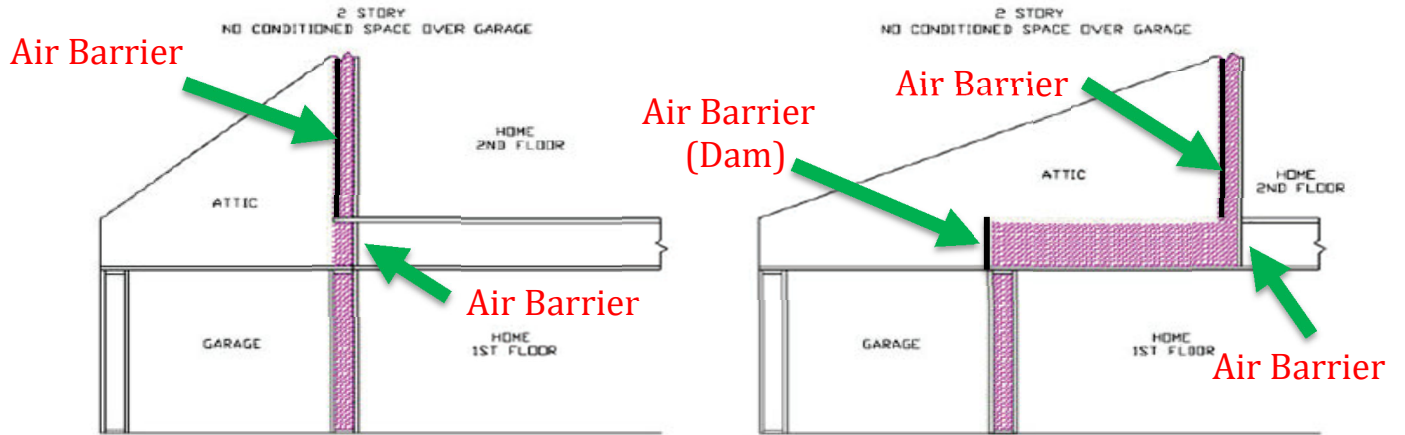 2 STORY
NO CONDITIONED SPACE OVER GARAGE
Air Barrier
HOME
2ND FLOOR
ATTIC
Air Barrier
GARAGE
HOME
1ST FLOOR
2 STORY
NO CONDITIONED SPACE OVER GARAGE
Air Barrier
Air Barrier
(Dam)
ATTIC
HOME
2ND FLOOR
GARAGE
HOME
1ST FLOOR
Air Barrier